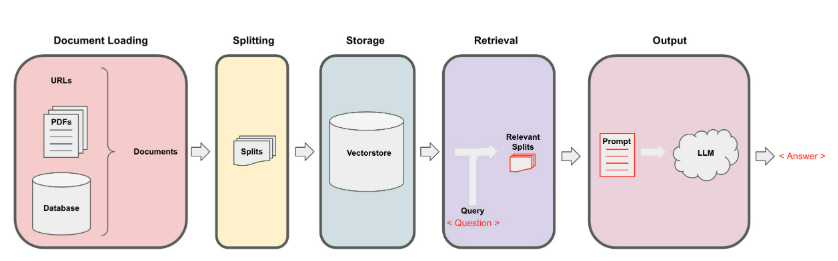 Document Loading
Splitting
Storage
Retrieval
Output
URLs
PDFs
Documents
Database
Splits
Vectorstore
Relevant
Splits
Query
< Question >
Prompt
LLM
< Answer >